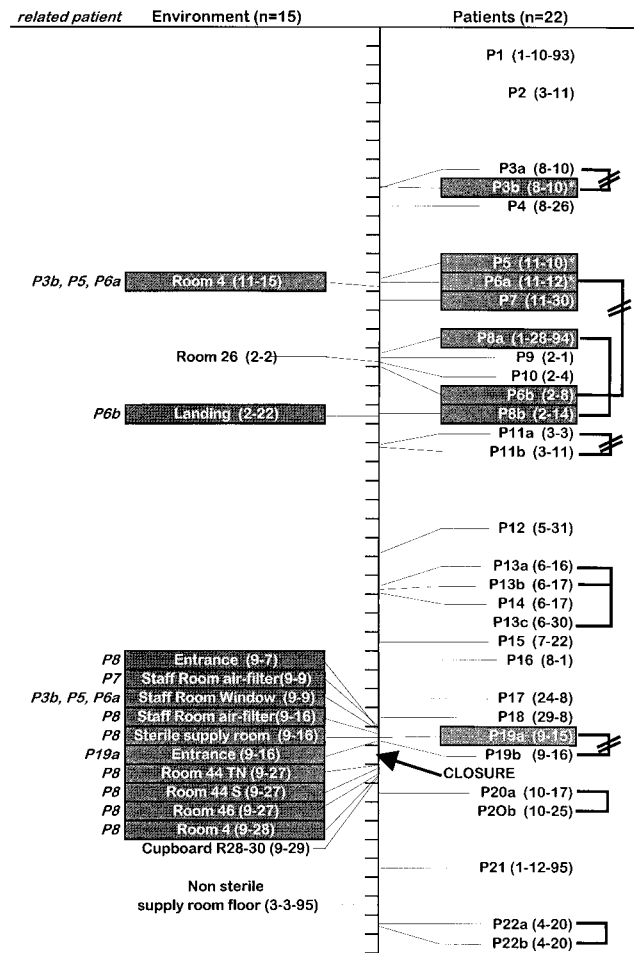 related patient Environment (n=15) Patients (n=22)
P1 (1-10-93)
P2 (3-11)
P3a (8-10)
P3b (8-10)*
P4 (8-26)
P5 (11-10)*
P3b, P5, P6a Room 4 (11-15) P6a (11-12)
P7 (11-30)
P8a (1-28-94)
Room 26 (2-2) P9 (2-1)
P10 (2-4)
P6b (2-8)
P6b Landing (2-22) P8b (2-14)
P11a (3-3)
P11b (3-11)
P12 (5-31)
P13a (6-16)
P13b (6-17)
P14 (6-17)
P13c (6-30)
P15 (7-22)
P8 Entrance (9-7) P16 (8-1)
P7 Staff Room air-filter(9-9)
P3b, P5, P6a Staff Room Window (9-9) P17 (24-8)
P8 Staff Room air-filter(9-16) P18 (29-8)
P8 Sterile supply room (9-16) P19a (9-15)
P19a Entrance (9-16) P19b (9-16)
P8 Room 44 TN (9-27) CLOSURE
P8 Room 44 S (9-27) P20a (10-17)
P8 Room 46 (9-27) P2Ob (10-25)
P8 Room 4 (9-28)
Cupboard R28-30 (9-29)
P21 (1-12-95)
Non sterile
supply room floor (3-3-95)
P22a (4-20)
P22b (4-20)